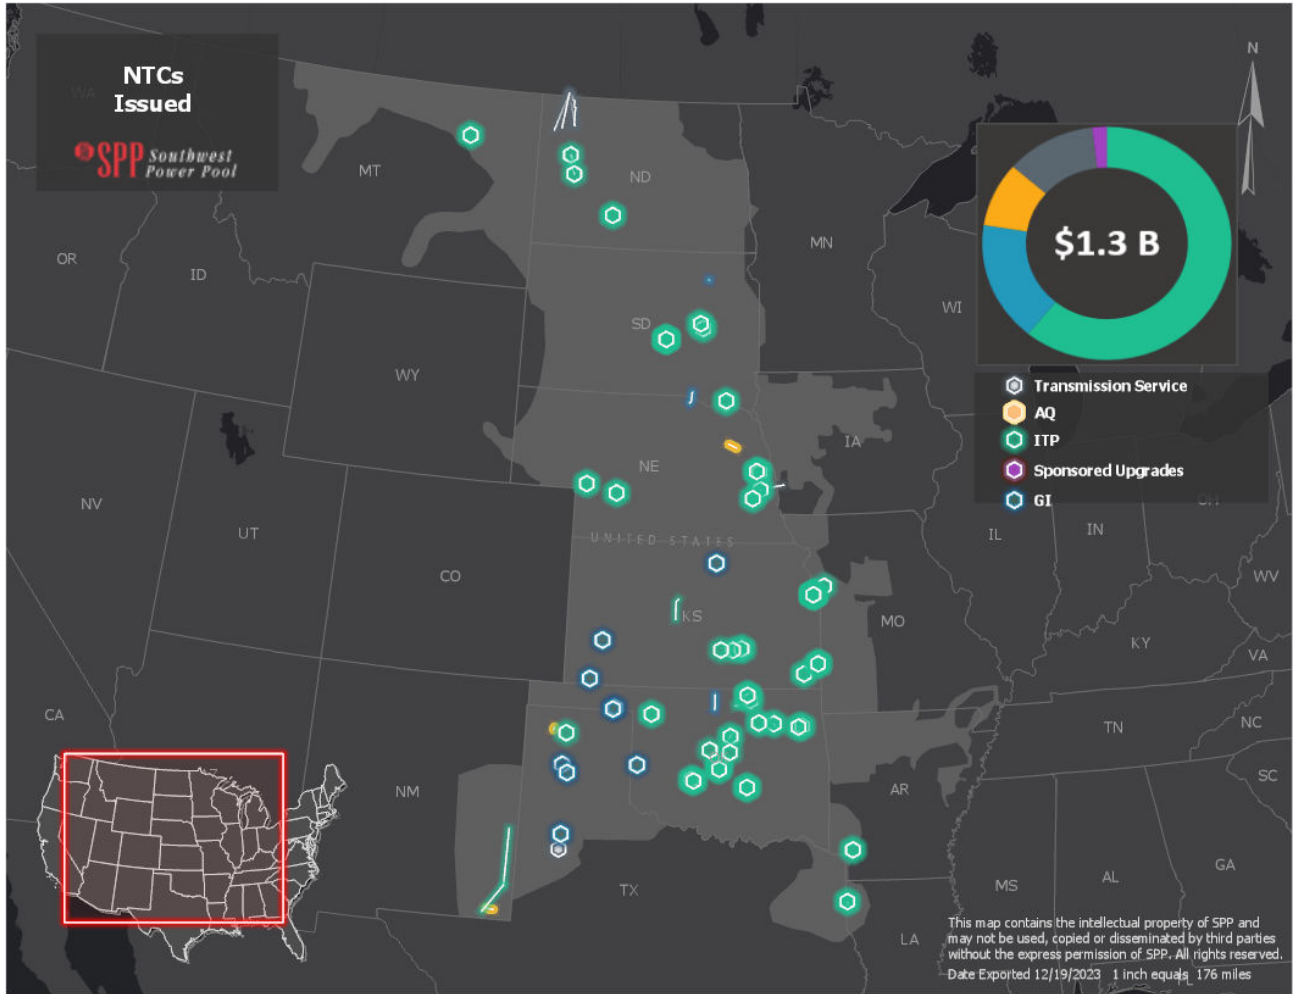 NTCs
Issued
SPP Southwest
Power Pool
N
WA
MT
ND
MN
OR
ID
WI
SD
WY
$1.3 B
Transmission Service
AQ
ITP
Sponsored Upgrades
GI
IA
NE
NV
UT
IL
IN
OH
UNITED STATES
CO
WV
KS
MO
KY
VA
CA
TN
NC
SC
NM
AR
TX
MS
AL
GA
LA
This map contains the intellectual property of SPP and
may not be used, copied or disseminated by third parties
without the express permission of SPP. All rights reserved.
Date Exported 12/19/2023 1 inch equals 176 miles
FL